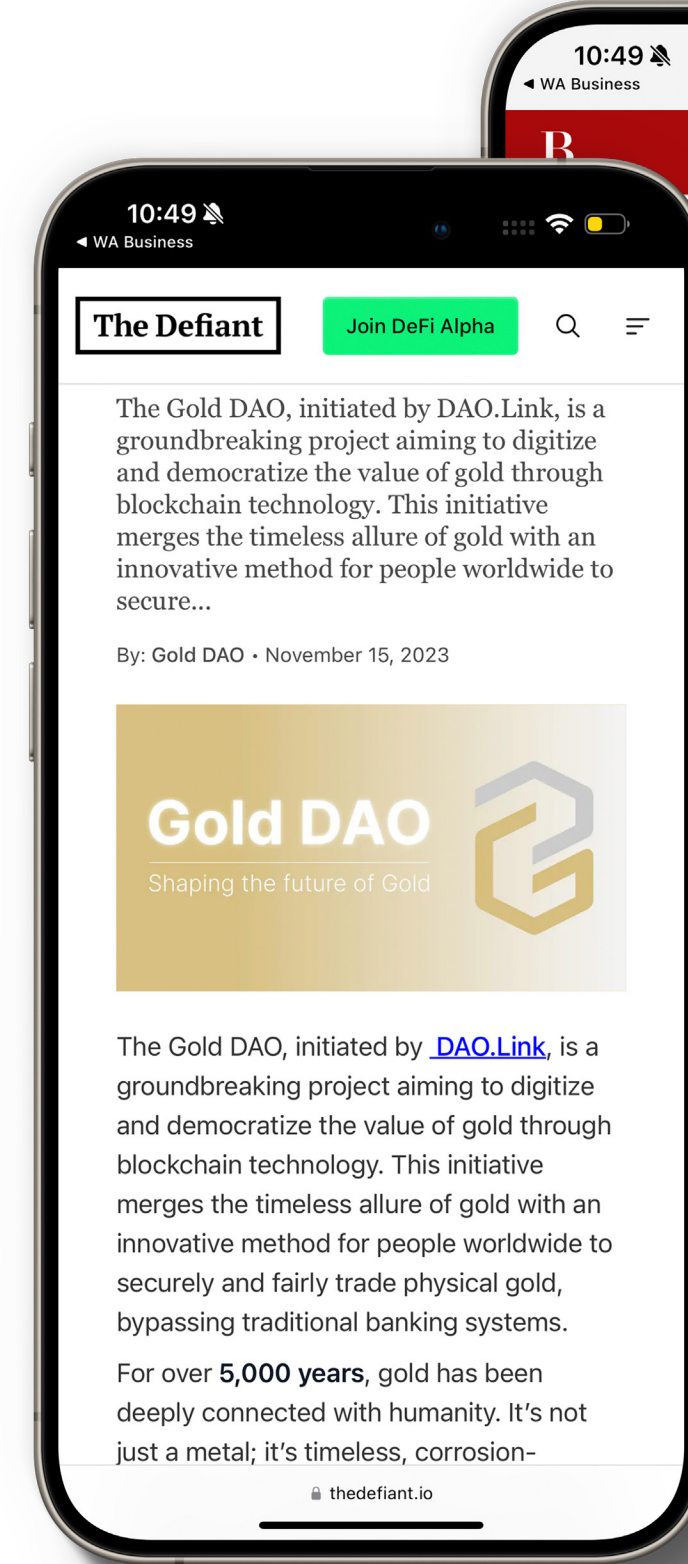 10:49
◀ WA Business
B
10:49
◀ WA Business
The Defiant
Join DeFi Alpha
The Gold DAO, initiated by DAO.Link, is a
groundbreaking project aiming to digitize
and democratize the value of gold through
blockchain technology. This initiative
merges the timeless allure of gold with an
innovative method for people worldwide to
secure...
By: Gold DAO • November 15, 2023
Gold DAO
Shaping the future of Gold
The Gold DAO, initiated by DAO.Link, is a
groundbreaking project aiming to digitize
and democratize the value of gold through
blockchain technology. This initiative
merges the timeless allure of gold with an
innovative method for people worldwide to
securely and fairly trade physical gold,
bypassing traditional banking systems.
For over 5,000 years, gold has been
deeply connected with humanity. It's not
just a metal; it's timeless, corrosion-
thedefiant.io